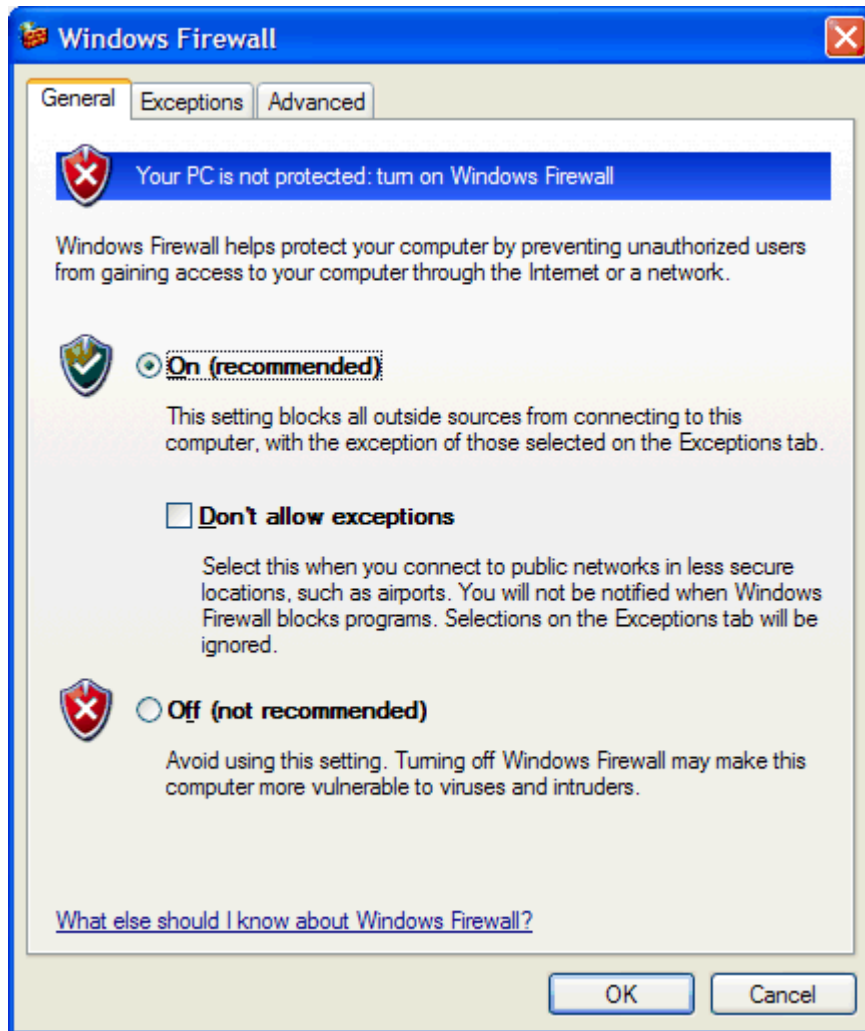 Windows Firewall
General
Exceptions
Advanced
Your PC is not protected: turn on Windows Firewall
Windows Firewall helps protect your computer by preventing unauthorized users
from gaining access to your computer through the Internet or a network.
On (recommended)
This setting blocks all outside sources from connecting to this
computer, with the exception of those selected on the Exceptions tab.
Don't allow exceptions
Select this when you connect to public networks in less secure
locations, such as airports. You will not be notified when Windows
Firewall blocks programs. Selections on the Exceptions tab will be
ignored.
Off (not recommended)
Avoid using this setting. Turning off Windows Firewall may make this
computer more vulnerable to viruses and intruders.
What else should I know about Windows Firewall?
OK
Cancel